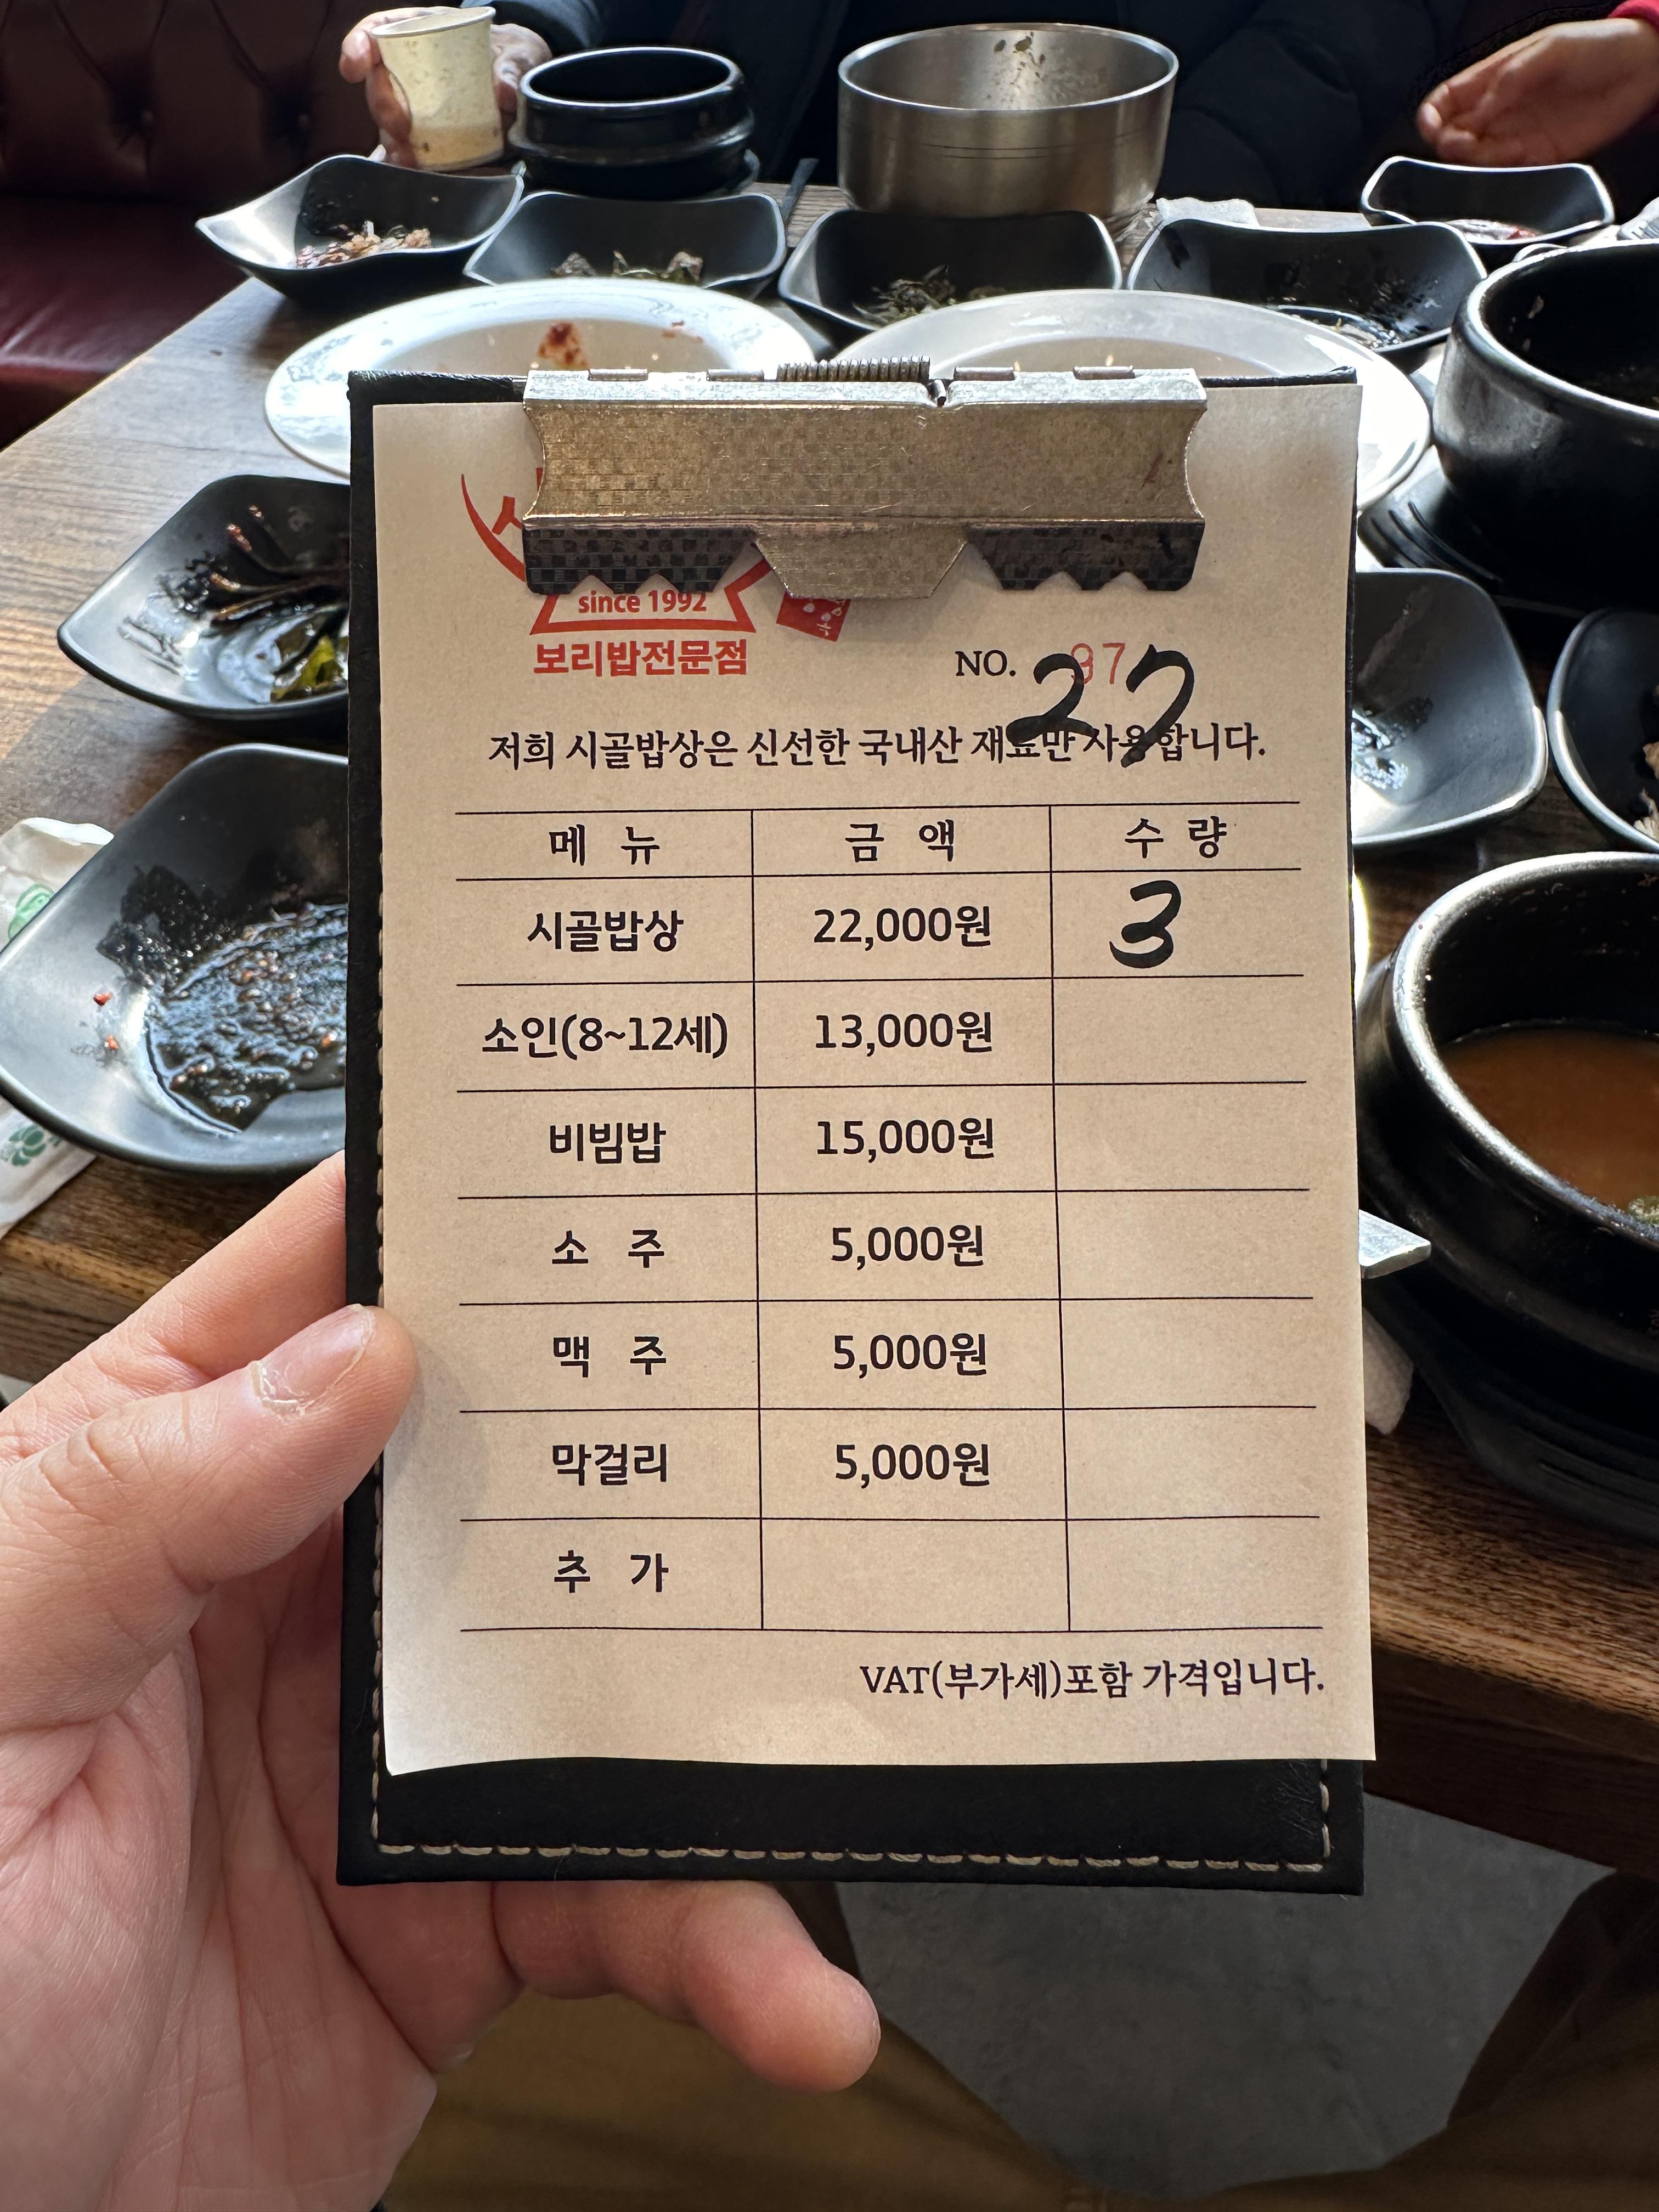 since 1992
보리밥전문점
NO. 97 27
저희 시골밥상은 신선한 국내산 재료만 사용합니다.
메 뉴 금 액 수 량
시골밥상 22,000원 3
소인(8~12세) 13,000원
비빔밥 15,000원
소 주 5,000원
맥 주 5,000원
막걸리 5,000원
추 가
VAT(부가세)포함 가격입니다.